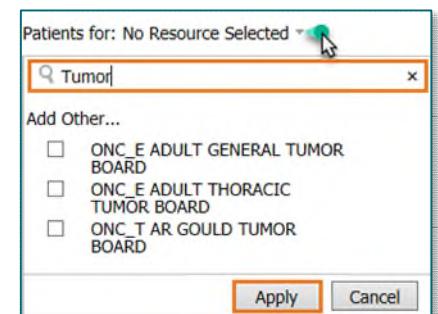 Patients for: No Resource Selected
Tumor ×
Add Other...
ONC_E ADULT GENERAL TUMOR
BOARD
ONC_E ADULT THORACIC
TUMOR BOARD
ONC_T AR GOULD TUMOR
BOARD
Apply Cancel